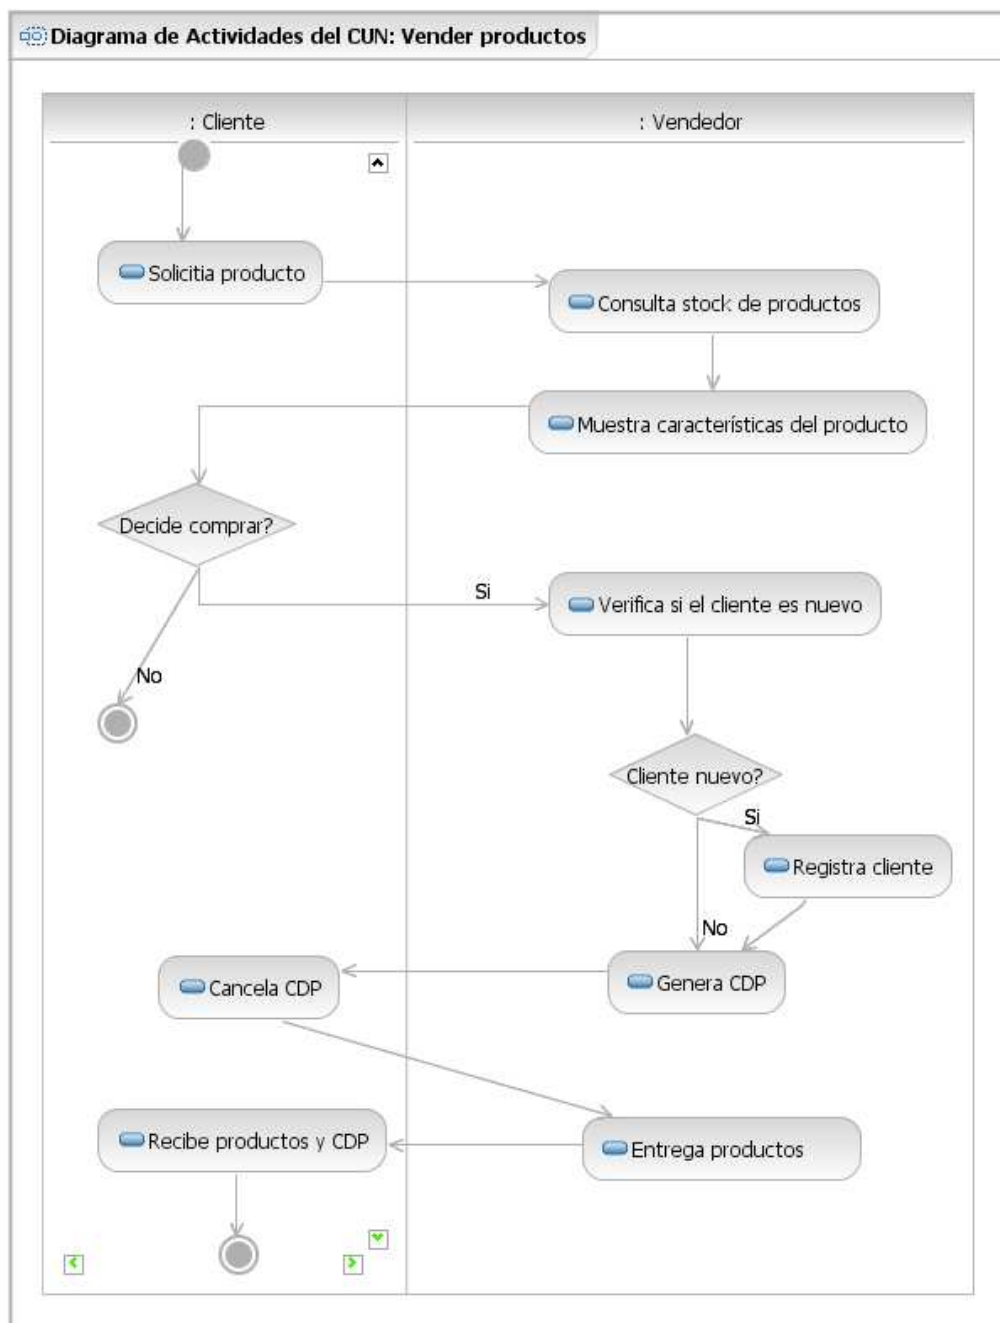 Diagrama de Actividades del CUN: Vender productos
: Cliente
: Vendedor
Solicitia producto
Consulta stock de productos
Muestra características del producto
Decide comprar?
Si
Verifica si el cliente es nuevo
No
Cliente nuevo?
Si
Registra cliente
No
Cancela CDP
Genera CDP
Recibe productos y CDP
Entrega productos